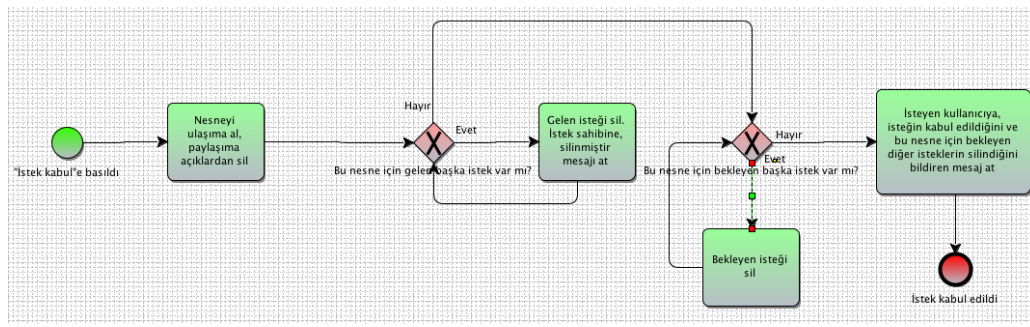 "İstek kabul"e basıldı
Nesneyi
ulaşıma al,
paylaşıma
açıklardan sil
Hayır
Evet
Bu nesne için gelen başka istek var mı?
Gelen isteği sil.
İstek sahibine,
silinmiştir
mesajı at
Hayır
Evet
Bu nesne için bekleyen başka istek var mı?
Bekleyen isteği
sil
İsteyen kullanıcıya,
isteğin kabul edildiğini ve
bu nesne için bekleyen
diğer isteklerin silindiğini
bildiren mesaj at
İstek kabul edildi